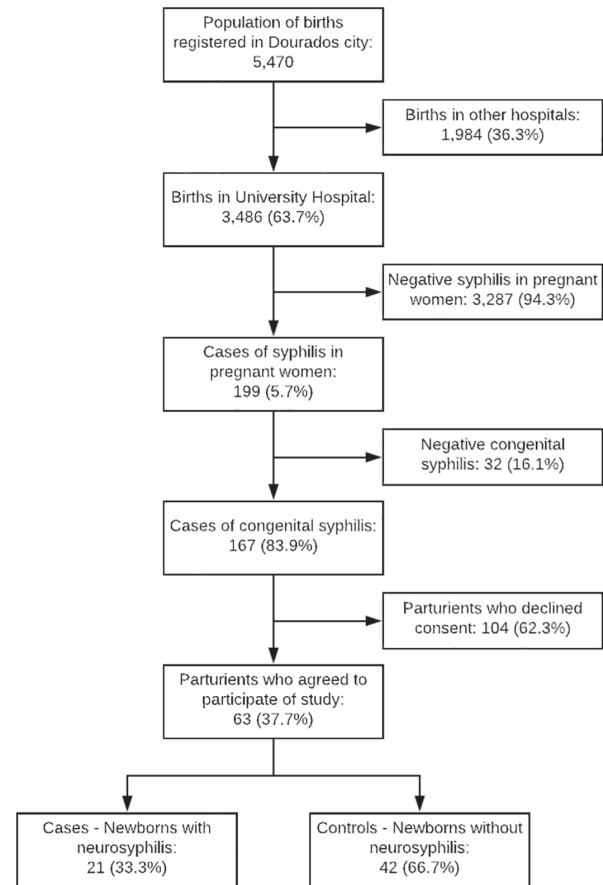 Population of births
registered in Dourados city:
5,470
Births in other hospitals:
1,984 (36.3%)
Births in University Hospital:
3,486 (63.7%)
Negative syphilis in pregnant
women: 3,287 (94.3%)
Cases of syphilis in
pregnant women:
199 (5.7%)
Negative congenital
syphilis: 32 (16.1%)
Cases of congenital syphilis:
167 (83.9%)
Parturients who declined
consent: 104 (62.3%)
Parturients who agreed to
participate of study:
63 (37.7%)
Cases - Newborns with
neurosyphilis:
21 (33.3%)
Controls - Newborns without
neurosyphilis:
42 (66.7%)